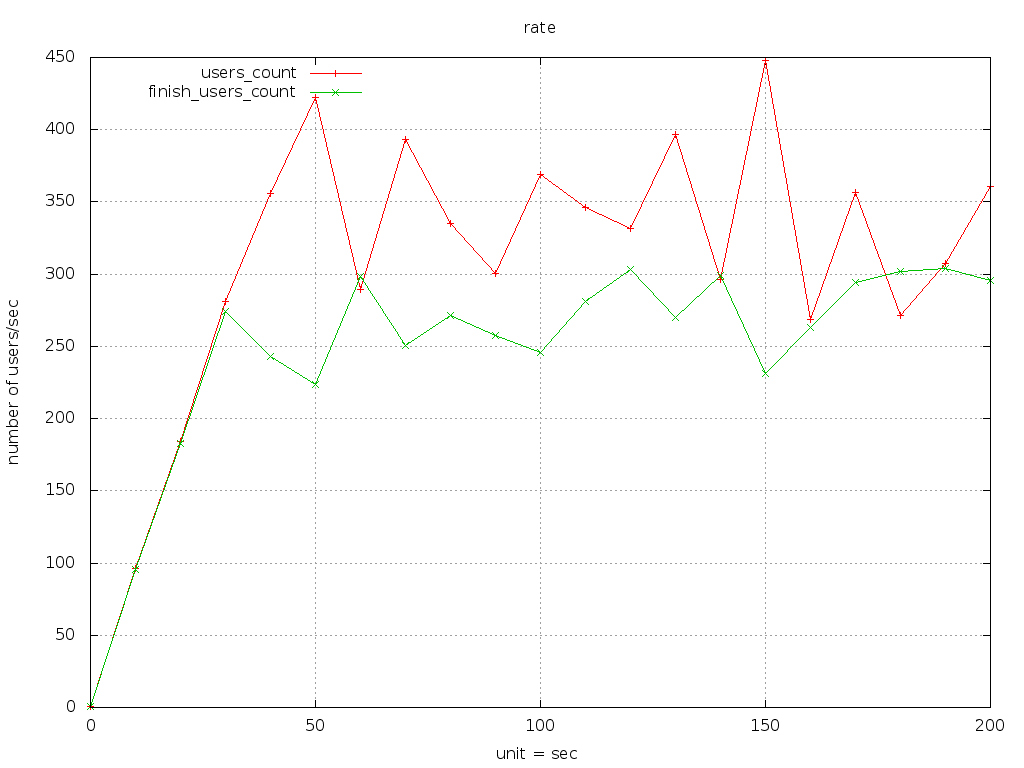 rate
users_count
finish_users_count
450
400
350
300
250
200
150
100
50
0
number of users/sec
0 50 100 150 200
unit = sec